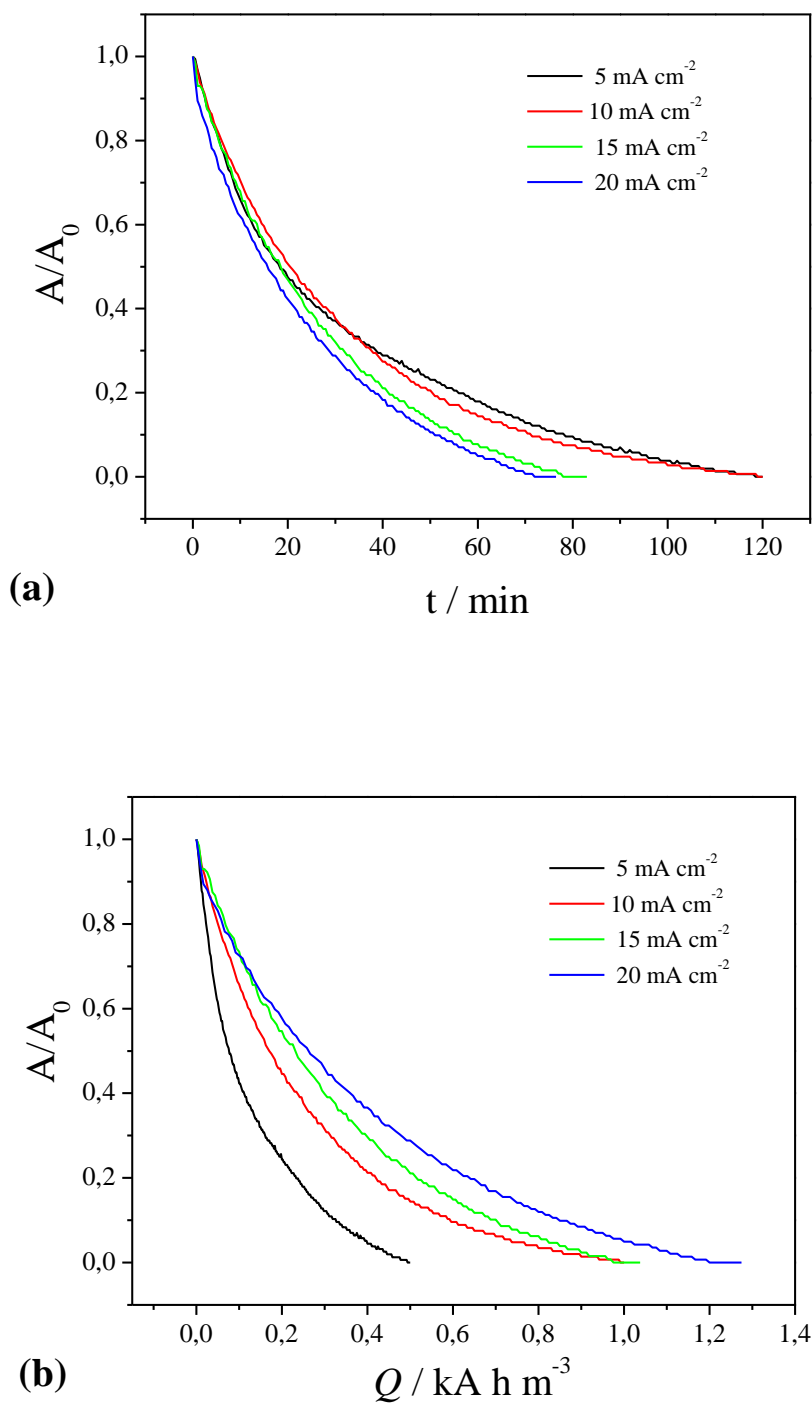 1,0
0,8
0,6
0,4
0,2
0,0
A/A₀
5 mA cm⁻²
10 mA cm⁻²
15 mA cm⁻²
20 mA cm⁻²
0 20 40 60 80 100 120
t / min
(a)
1,0
0,8
0,6
0,4
0,2
0,0
A/A₀
5 mA cm⁻²
10 mA cm⁻²
15 mA cm⁻²
20 mA cm⁻²
0,0 0,2 0,4 0,6 0,8 1,0 1,2 1,4
Q / kA h m⁻³
(b)